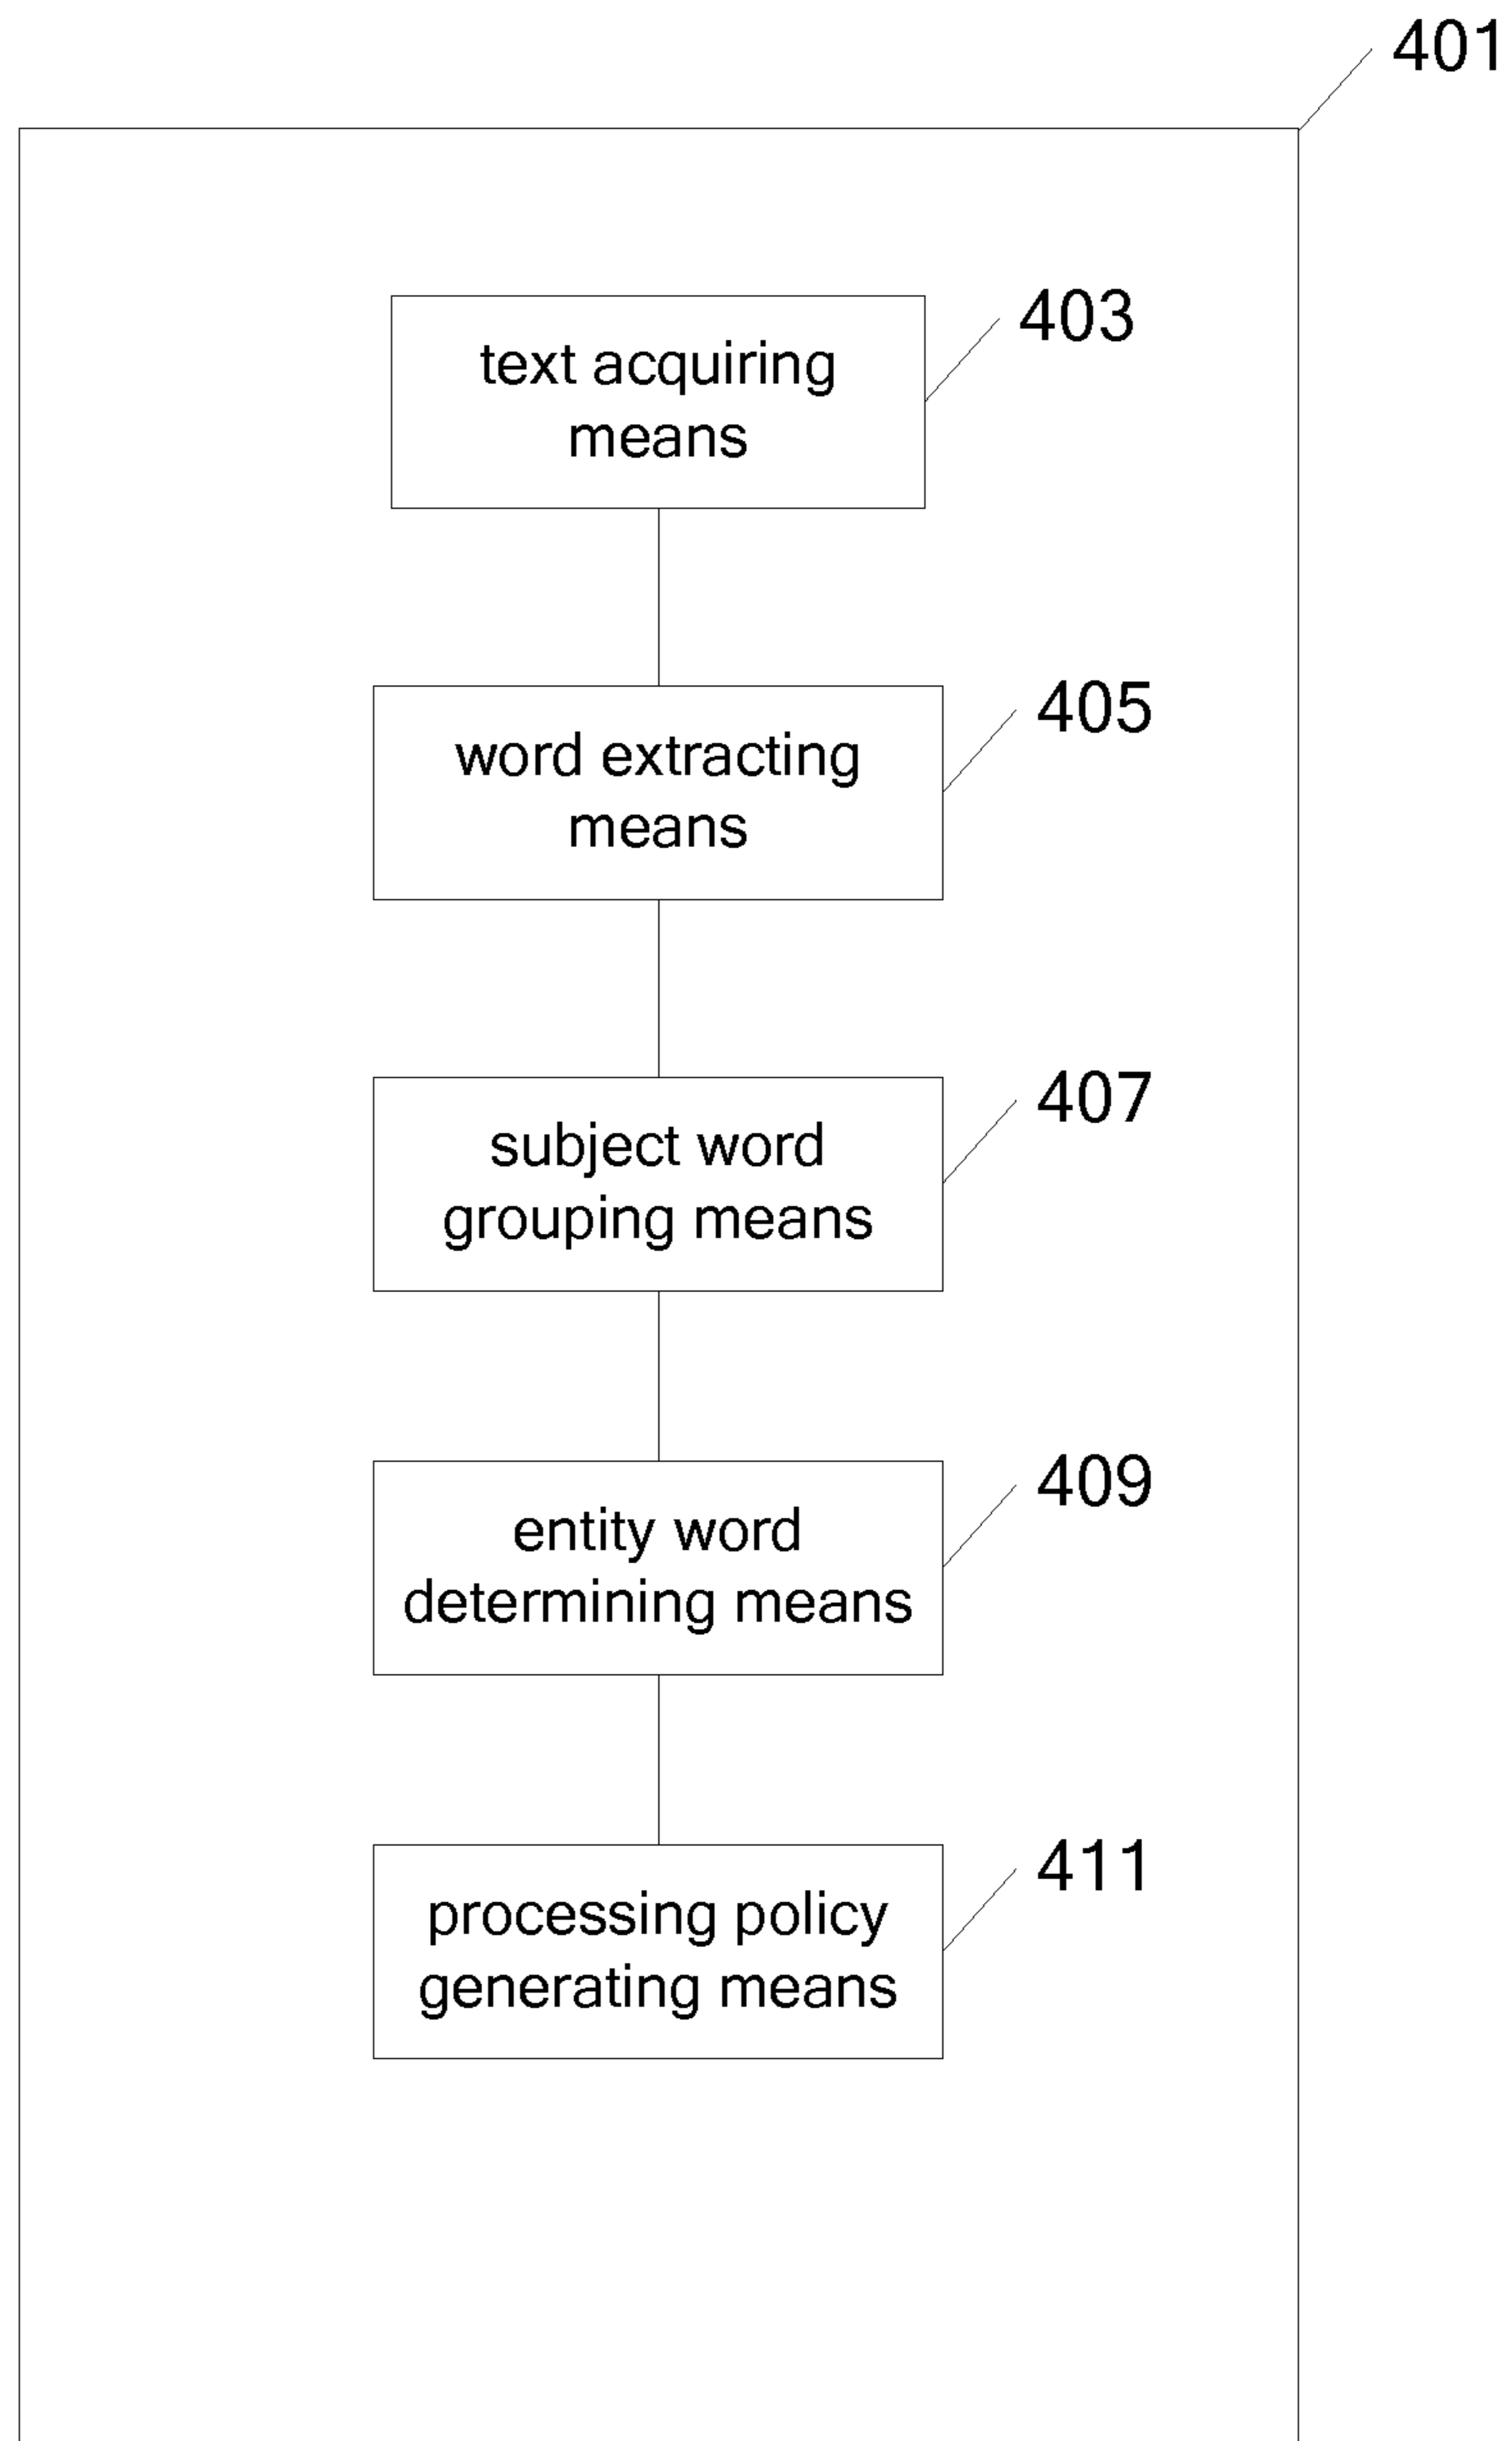 401
403
text acquiring
means
405
word extracting
means
407
subject word
grouping means
409
entity word
determining means
411
processing policy
generating means